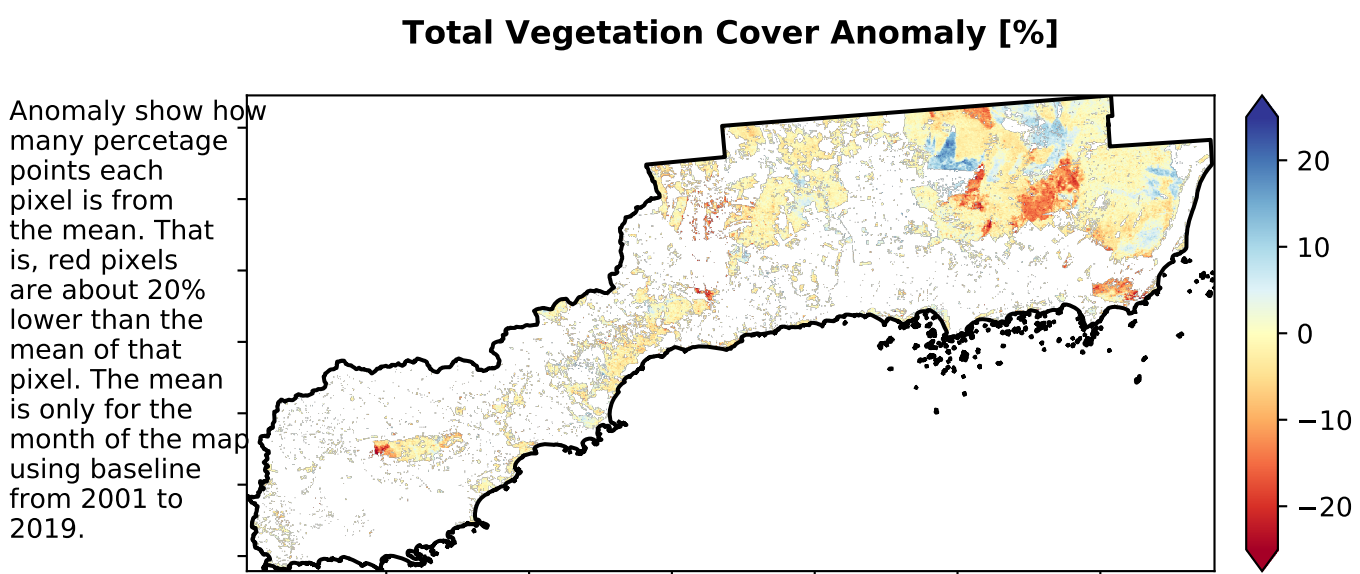 Total Vegetation Cover Anomaly [%]
Anomaly show how
many percetage
points each
pixel is from
the mean. That
is, red pixels
are about 20%
lower than the
mean of that
pixel. The mean
is only for the
month of the map
using baseline
from 2001 to
2019.
20
10
0
−10
−20